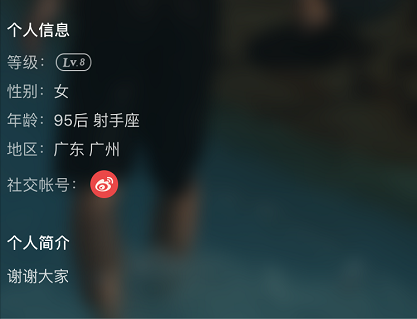 个人信息
等级： Lv.8
性别： 女
年龄： 95后 射手座
地区： 广东 广州
社交帐号：
个人简介
谢谢大家